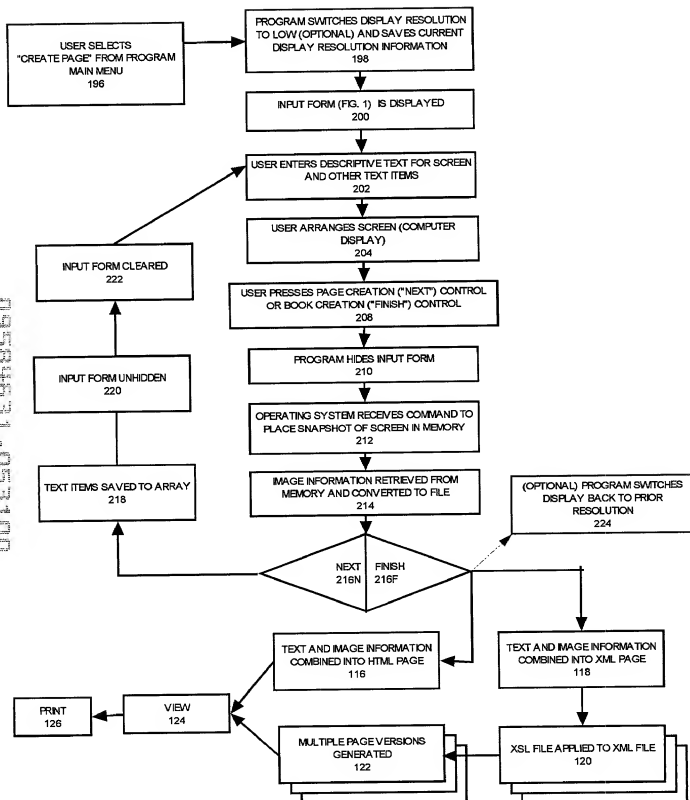 USER SELECTS
"CREATE PAGE" FROM PROGRAM
MAIN MENU
196
PROGRAM SWITCHES DISPLAY RESOLUTION
TO LOW (OPTIONAL) AND SAVES CURRENT
DISPLAY RESOLUTION INFORMATION
198
INPUT FORM (FIG. 1) IS DISPLAYED
200
USER ENTERS DESCRIPTIVE TEXT FOR SCREEN
AND OTHER TEXT ITEMS
202
USER ARRANGES SCREEN (COMPUTER
DISPLAY)
204
USER PRESSES PAGE CREATION ("NEXT") CONTROL
OR BOOK CREATION ("FINISH") CONTROL
208
PROGRAM HIDES INPUT FORM
210
OPERATING SYSTEM RECEIVES COMMAND TO
PLACE SNAPSHOT OF SCREEN IN MEMORY
212
IMAGE INFORMATION RETRIEVED FROM
MEMORY AND CONVERTED TO FILE
214
NEXT
216N
FINISH
216F
TEXT ITEMS SAVED TO ARRAY
218
INPUT FORM UNHIDDEN
220
INPUT FORM CLEARED
222
(OPTIONAL) PROGRAM SWITCHES
DISPLAY BACK TO PRIOR
RESOLUTION
224
TEXT AND IMAGE INFORMATION
COMBINED INTO HTML PAGE
116
TEXT AND IMAGE INFORMATION
COMBINED INTO XML PAGE
118
XSL FILE APPLIED TO XML FILE
120
MULTIPLE PAGE VERSIONS
GENERATED
122
VIEW
124
PRINT
126